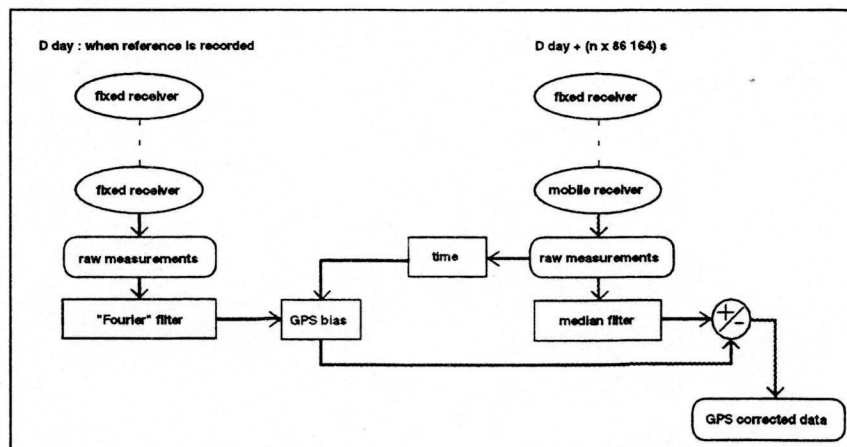 D day : when reference is recorded
D day + (n x 86 164) s
fixed receiver
fixed receiver
fixed receiver
mobile receiver
raw measurements
time
raw measurements
"Fourier" filter
GPS bias
median filter
+/-
GPS corrected data